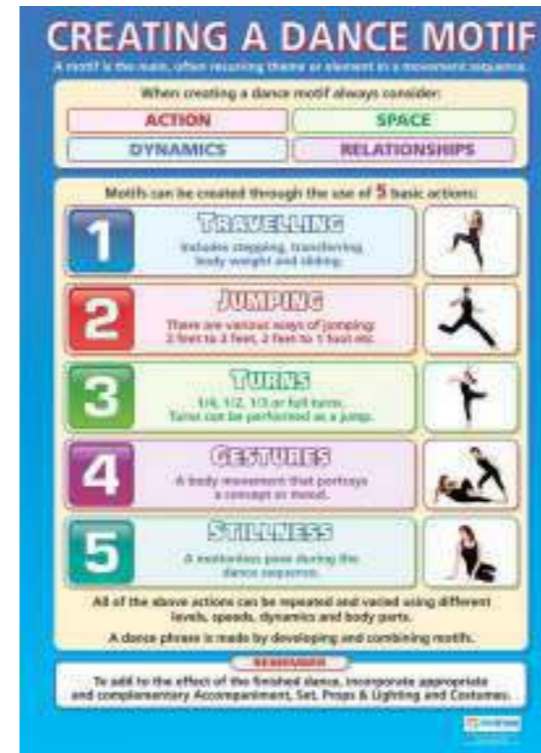 CREATING A DANCE MOTIF
A motif is the main, often recurring theme or element in a movement sequence.
When creating a dance motif always consider:
ACTION
SPACE
DYNAMICS
RELATIONSHIPS
Motifs can be created through the use of 5 basic actions:
1
TRAVELLING
Includes stepping, transferring
body weight and sliding.
2
JUMPING
There are various ways of jumping:
2 feet to 2 feet, 2 feet to 1 foot etc.
3
TURNS
1/4, 1/2, 1/3 or full turns.
Turns can be performed as a jump.
4
GESTURES
A body movement that portrays
a concept or mood.
5
STILLNESS
A motionless pose during the
dance sequence.
All of the above actions can be repeated and varied using different
levels, speeds, dynamics and body parts.
A dance phrase is made by developing and combining motifs.
REMEMBER
To add to the effect of the finished dance, incorporate appropriate
and complementary Accompaniment, Set, Props & Lighting and Costumes.